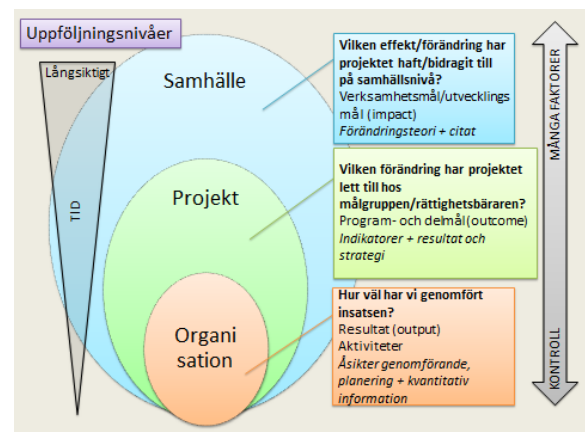 Uppföljningsnivåer
Långsiktigt
TID
Samhälle
Projekt
Organi
sation
Vilken effekt/förändring har
projektet haft/bidragit till
på samhällsnivå?
Verksamhetsmål/utvecklings
mål (impact)
Förändringsteori + citat
Vilken förändring har projektet
lett till hos
målgruppen/rättighetsbäraren?
Program- och delmål (outcome)
Indikatorer + resultat och
strategi
Hur väl har vi genomfört
insatsen?
Resultat (output)
Aktiviteter
Åsikter genomförande,
planering + kvantitativ
information
MÅNGA FAKTORER
KONTROLL